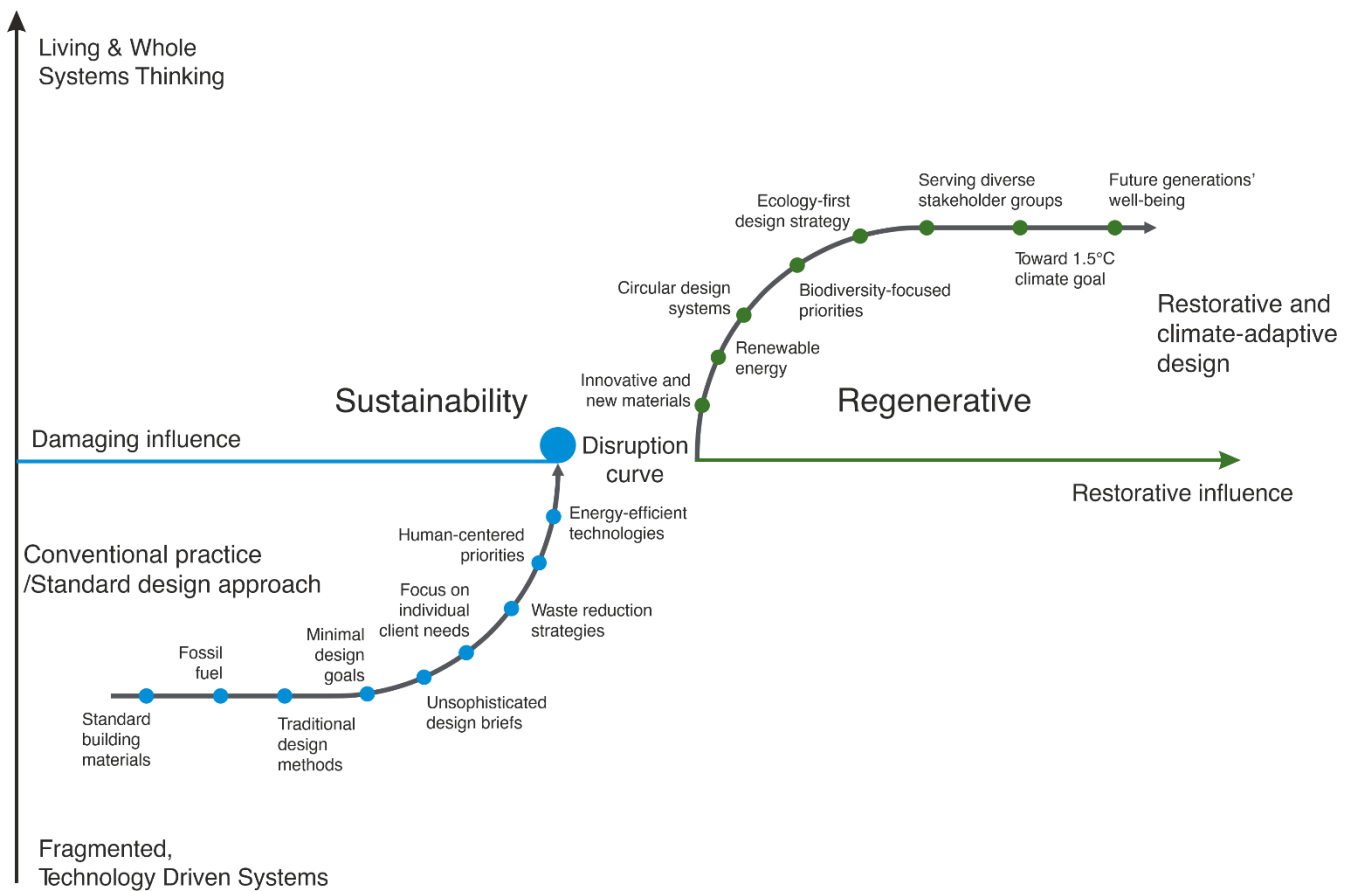 Living & Whole
Systems Thinking
Serving diverse
stakeholder groups
Future generations’
well-being
Ecology-first
design strategy
Toward 1.5°C
climate goal
Circular design
systems
Biodiversity-focused
priorities
Restorative and
climate-adaptive
design
Renewable
energy
Innovative and
new materials
Sustainability
Regenerative
Damaging influence
Disruption
curve
Restorative influence
Energy-efficient
technologies
Human-centered
priorities
Conventional practice
/Standard design approach
Focus on
individual
client needs
Waste reduction
strategies
Minimal
design
goals
Fossil
fuel
Unsophisticated
design briefs
Standard
building
materials
Traditional
design
methods
Fragmented,
Technology Driven Systems